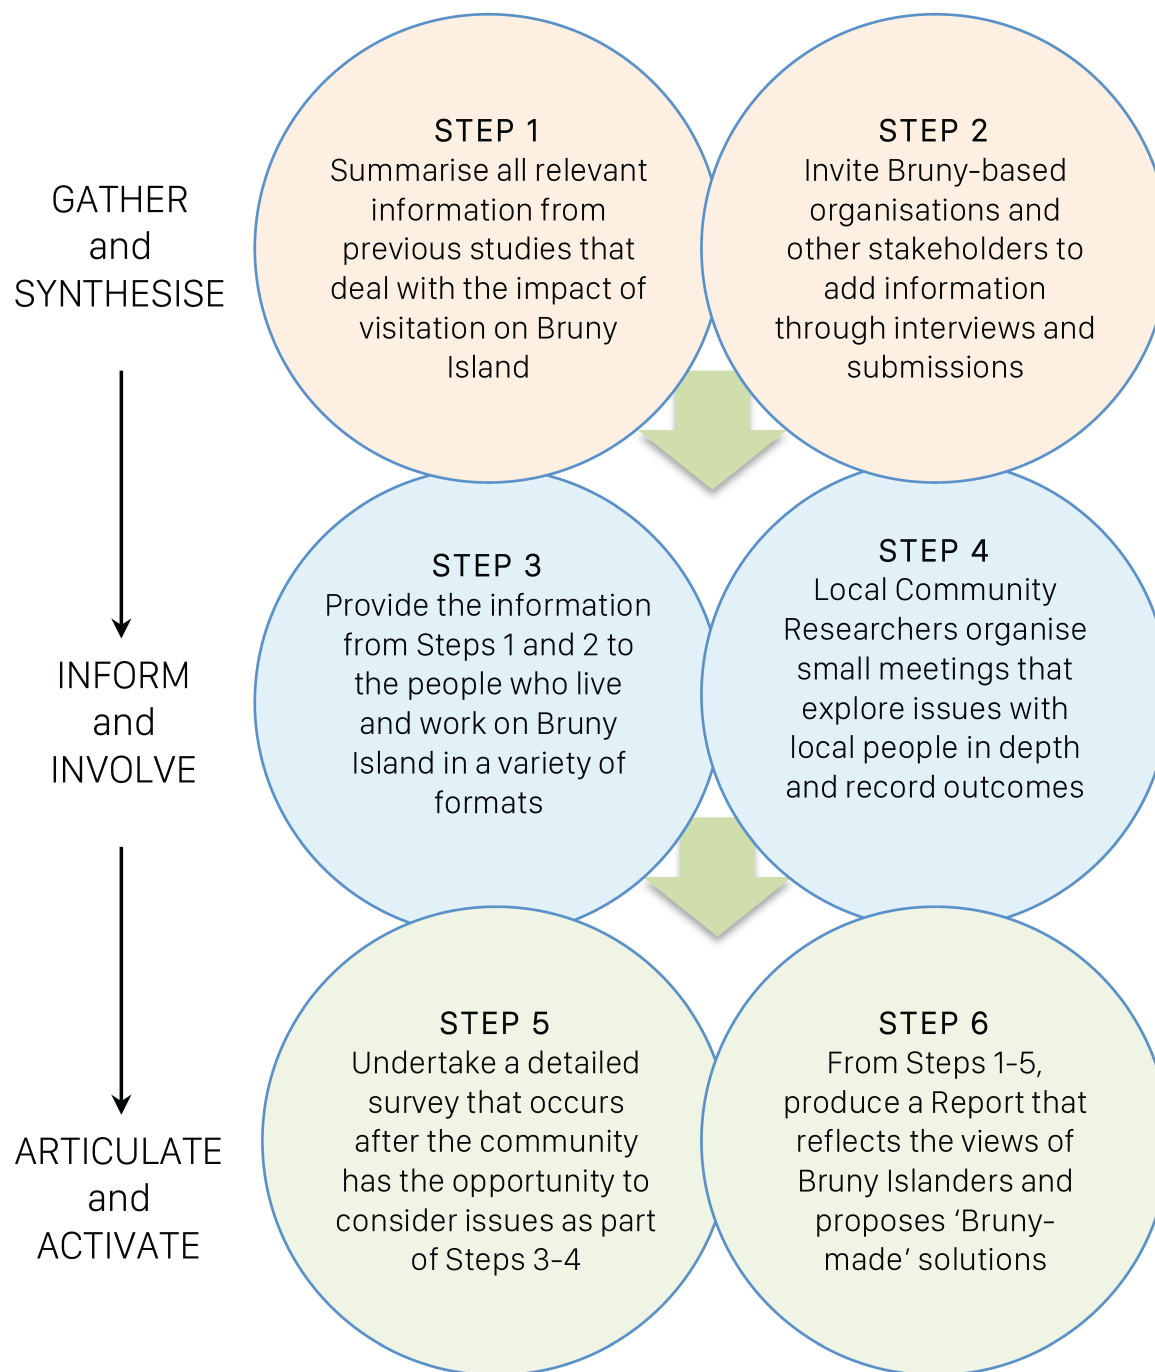 GATHER
and
SYNTHESISE
STEP 1
Summarise all relevant
information from
previous studies that
deal with the impact of
visitation on Bruny
Island
STEP 2
Invite Bruny-based
organisations and
other stakeholders to
add information
through interviews and
submissions
INFORM
and
INVOLVE
STEP 3
Provide the information
from Steps 1 and 2 to
the people who live
and work on Bruny
Island in a variety of
formats
STEP 4
Local Community
Researchers organise
small meetings that
explore issues with
local people in depth
and record outcomes
ARTICULATE
and
ACTIVATE
STEP 5
Undertake a detailed
survey that occurs
after the community
has the opportunity to
consider issues as part
of Steps 3-4
STEP 6
From Steps 1-5,
produce a Report that
reflects the views of
Bruny Islanders and
proposes ‘Bruny-
made’ solutions